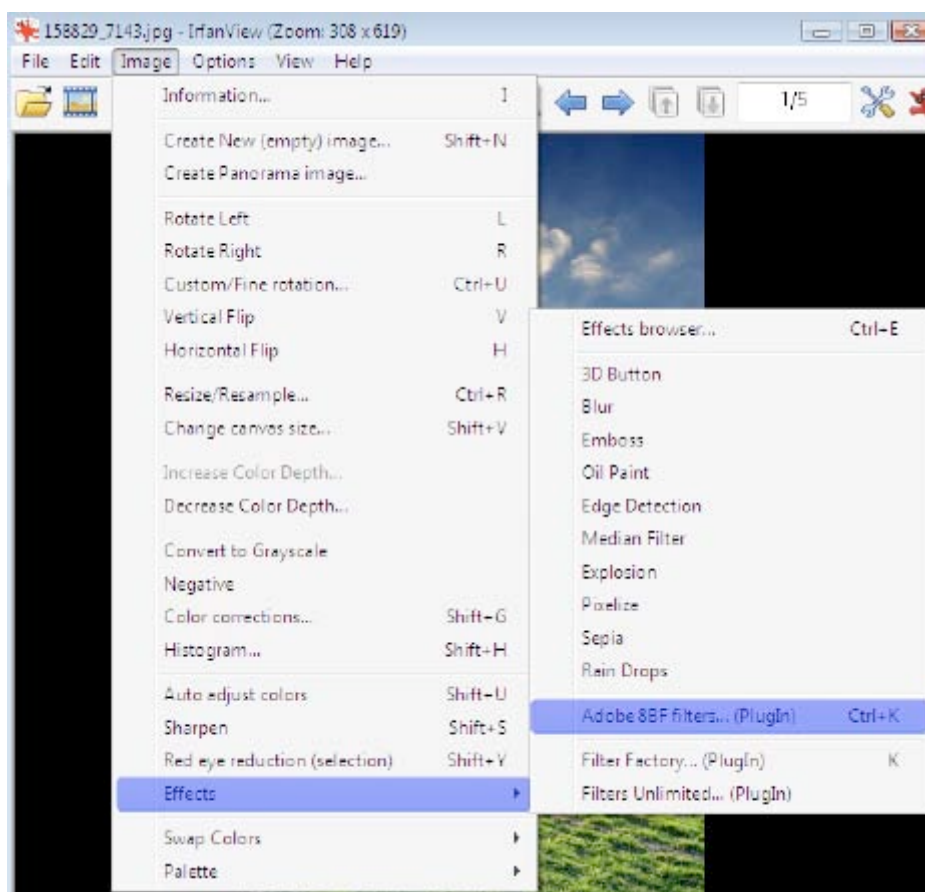 158829_7143.jpg - IrfanView (Zoom: 308 x 619)
File Edit Image Options View Help
1/5
Information... I
Create New (empty) image... Shift+N
Create Panorama image...
Rotate Left L
Rotate Right R
Custom/Fine rotation... Ctrl+U
Vertical Flip V
Horizontal Flip H
Resize/Resample... Ctrl+R
Change canvas size... Shift+V
Increase Color Depth...
Decrease Color Depth...
Convert to Grayscale
Negative
Color corrections... Shift+G
Histogram... Shift+H
Auto adjust colors Shift+U
Sharpen Shift+S
Red eye reduction (selection) Shift+Y
Effects
Swap Colors
Palette
Effects browser... Ctrl+E
3D Button
Blur
Emboss
Oil Paint
Edge Detection
Median Filter
Explosion
Pixelize
Sepia
Rain Drops
Adobe 8BF filters... (PlugIn) Ctrl+K
Filter Factory... (PlugIn) K
Filters Unlimited... (PlugIn)